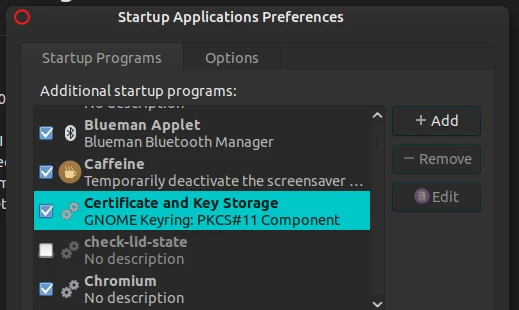 Startup Applications Preferences
Startup Programs
Options
Additional startup programs:
No description
Blueman Applet
Blueman Bluetooth Manager
Caffeine
Temporarily deactivate the screensaver …
Certificate and Key Storage
GNOME Keyring: PKCS#11 Component
check-lid-state
No description
Chromium
No description
+ Add
− Remove
Edit